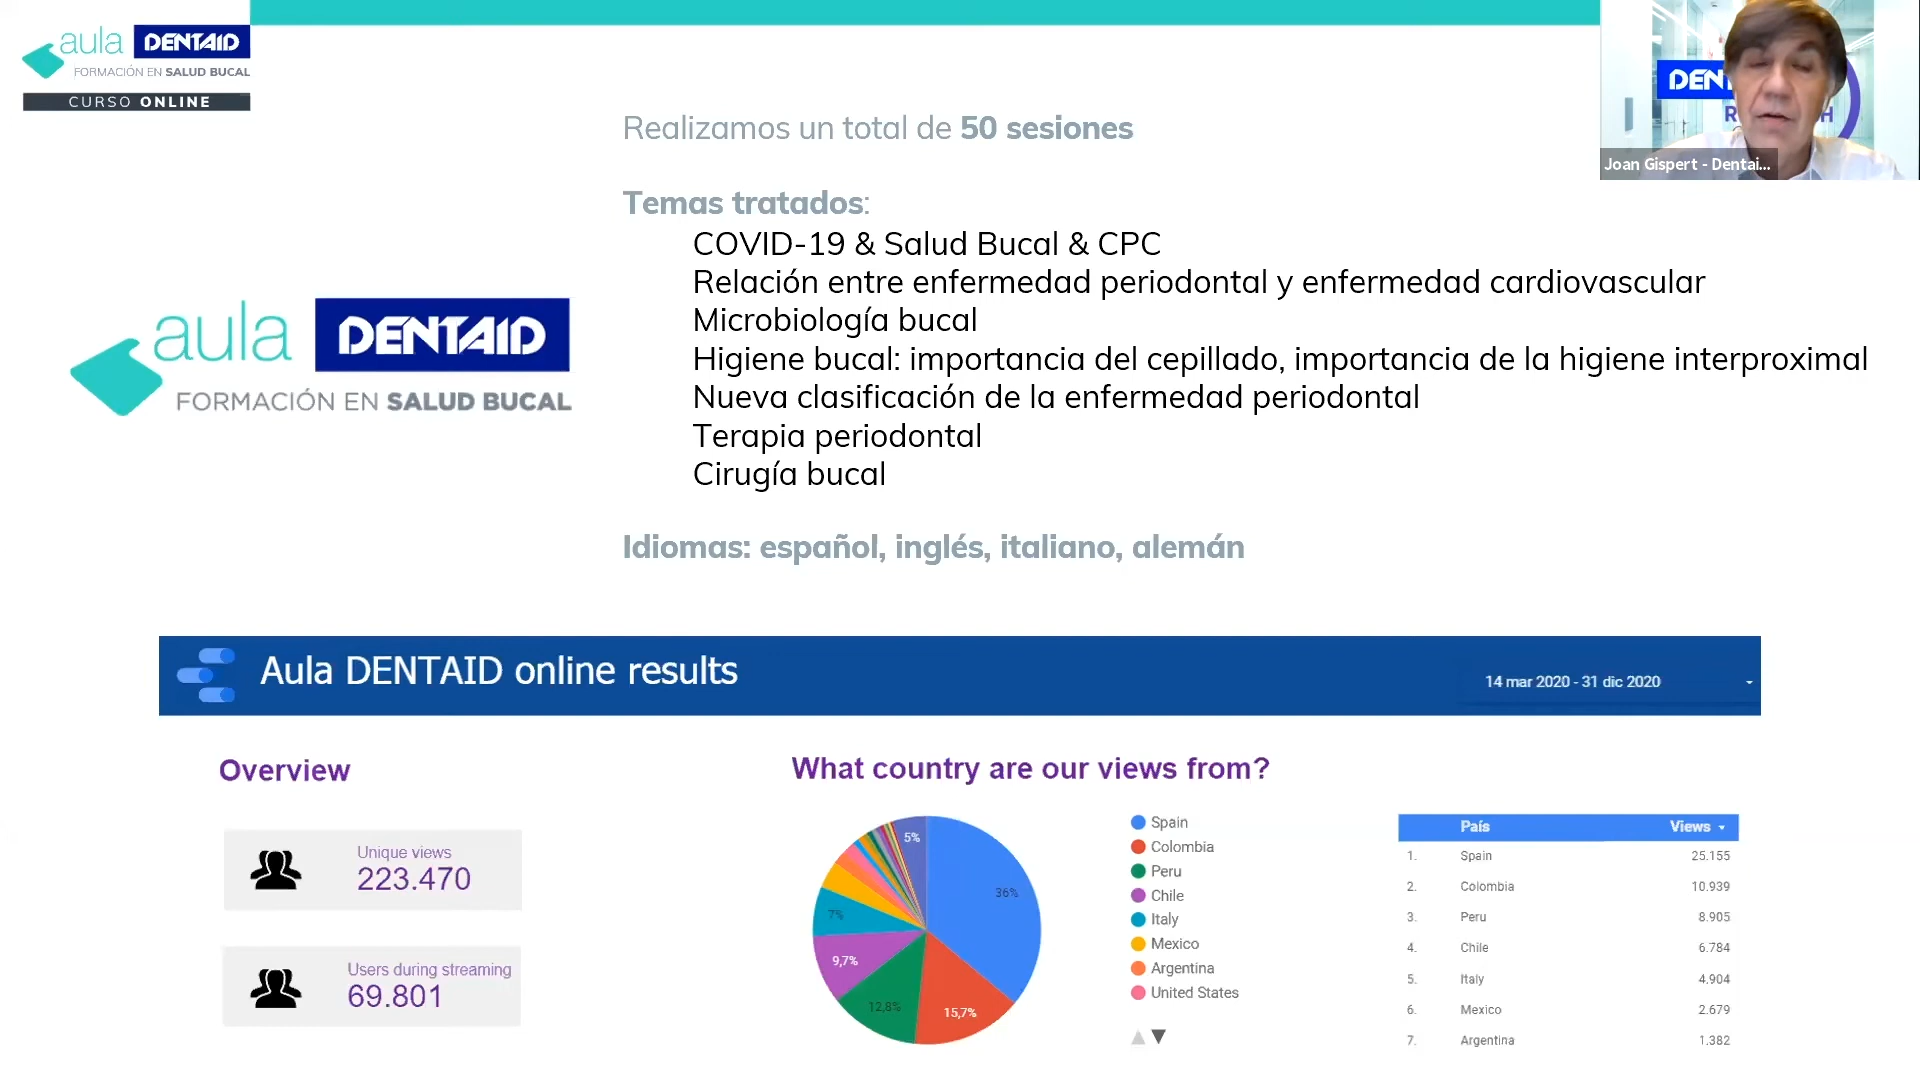 aula DENTAID
FORMACIÓN EN SALUD BUCAL
CURSO ONLINE
Realizamos un total de 50 sesiones
Temas tratados:
COVID-19 & Salud Bucal & CPC
Relación entre enfermedad periodontal y enfermedad cardiovascular
Microbiología bucal
Higiene bucal: importancia del cepillado, importancia de la higiene interproximal
Nueva clasificación de la enfermedad periodontal
Terapia periodontal
Cirugía bucal
Idiomas: español, inglés, italiano, alemán
aula DENTAID
FORMACIÓN EN SALUD BUCAL
Joan Gispert - Dentai...
Aula DENTAID online results
14 mar 2020 - 31 dic 2020
Overview
Unique views
223.470
Users during streaming
69.801
What country are our views from?
5%
36%
7%
9,7%
12,8%
15,7%
Spain
Colombia
Peru
Chile
Italy
Mexico
Argentina
United States
País Views
1. Spain 25.155
2. Colombia 10.939
3. Peru 8.905
4. Chile 6.784
5. Italy 4.904
6. Mexico 2.679
7. Argentina 1.382